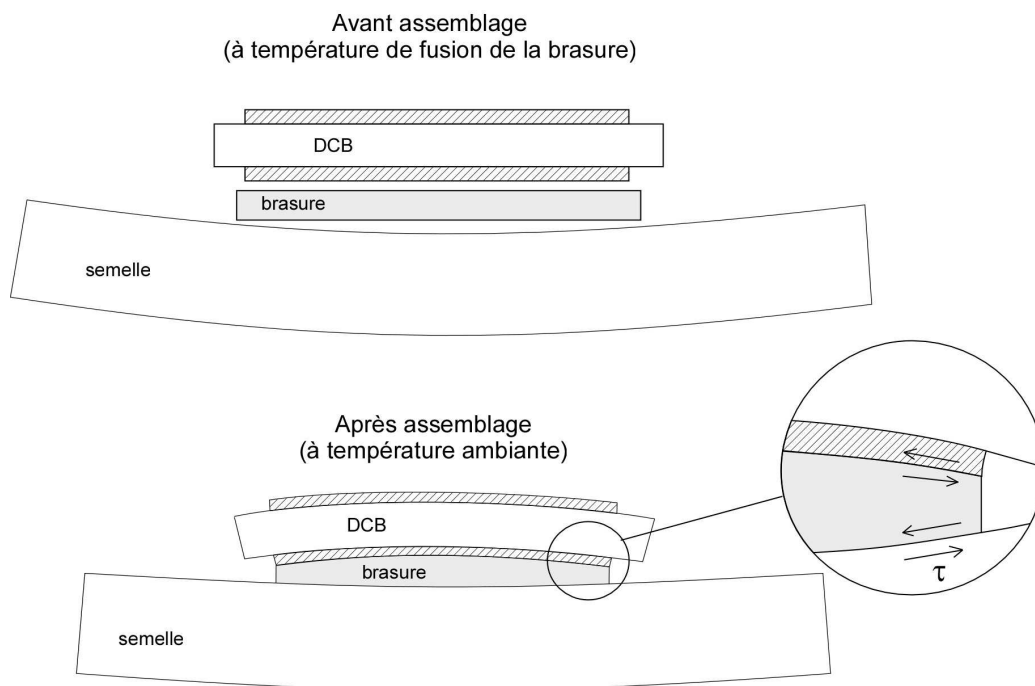 Avant assemblage
(à température de fusion de la brasure)
DCB
brasure
semelle
Après assemblage
(à température ambiante)
DCB
brasure
τ
semelle